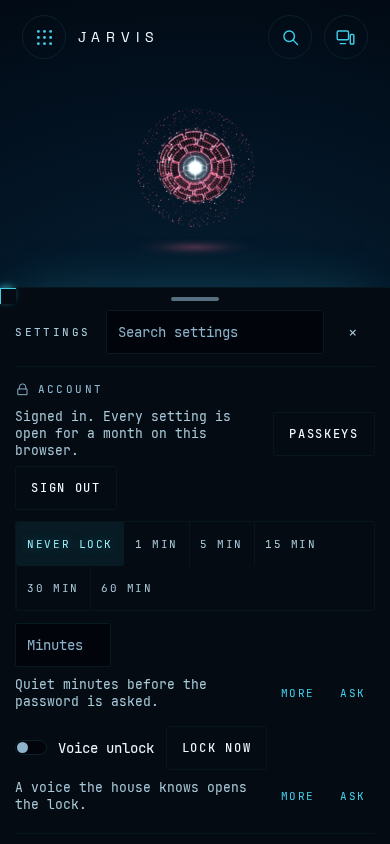 JARVIS
SETTINGS
Search settings
×
ACCOUNT
Signed in. Every setting is
open for a month on this
browser.
PASSKEYS
SIGN OUT
NEVER LOCK 1 MIN 5 MIN 15 MIN
30 MIN 60 MIN
Minutes
Quiet minutes before the
password is asked.
MORE ASK
Voice unlock LOCK NOW
A voice the house knows opens
the lock.
MORE ASK